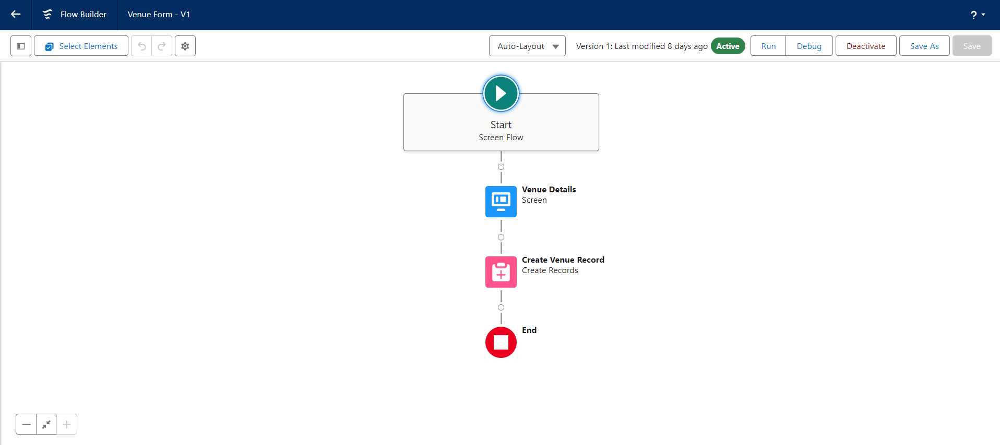 Flow Builder
Venue Form - V1
?
Select Elements
Auto-Layout
Version 1: Last modified 8 days ago
Active
Run
Debug
Deactivate
Save As
Save
Start
Screen Flow
Venue Details
Screen
Create Venue Record
Create Records
End